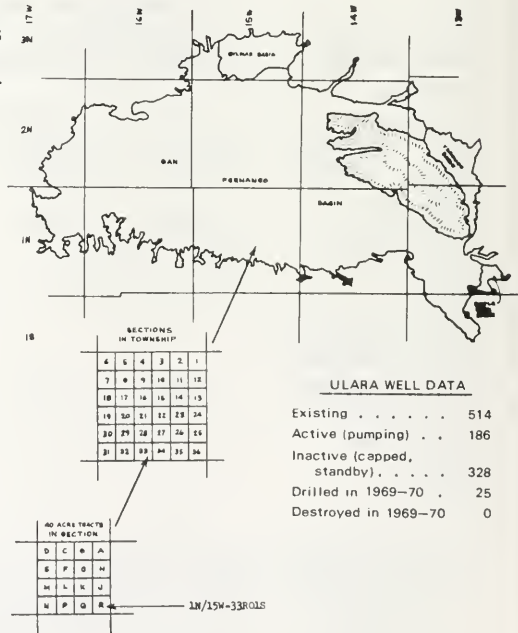 17W 16W 15W 14W 13W
3N
SYLMAR BASIN
2N
SAN
FERNANDO
BASIN
1N
1S
SECTIONS
IN TOWNSHIP
6 5 4 3 2 1
7 8 9 10 11 12
18 17 16 15 14 13
19 20 21 22 23 24
30 29 28 27 26 25
31 32 33 34 35 36
ULARA WELL DATA
Existing . . . . . . 514
Active (pumping) . . 186
Inactive (capped,
standby) . . . . . 328
Drilled in 1969–70 . 25
Destroyed in 1969–70 0
40 ACRE TRACTS
IN SECTION
D C B A
E F G H
M L K J
N P Q R
1N/15W-33R01S